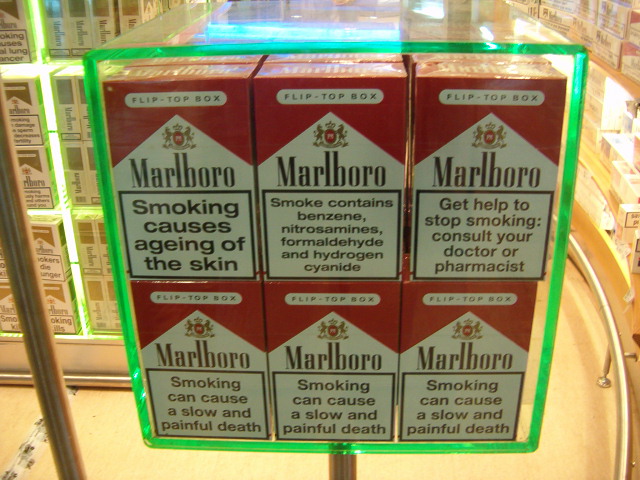 FLIP-TOP BOX
Marlboro
Smoking
causes
ageing of
the skin
FLIP-TOP BOX
Marlboro
Smoke contains
benzene,
nitrosamines,
formaldehyde
and hydrogen
cyanide
FLIP-TOP BOX
Marlboro
Get help to
stop smoking:
consult your
doctor or
pharmacist
FLIP-TOP BOX
Marlboro
Smoking
can cause
a slow and
painful death
FLIP-TOP BOX
Marlboro
Smoking
can cause
a slow and
painful death
FLIP-TOP BOX
Marlboro
Smoking
can cause
a slow and
painful death